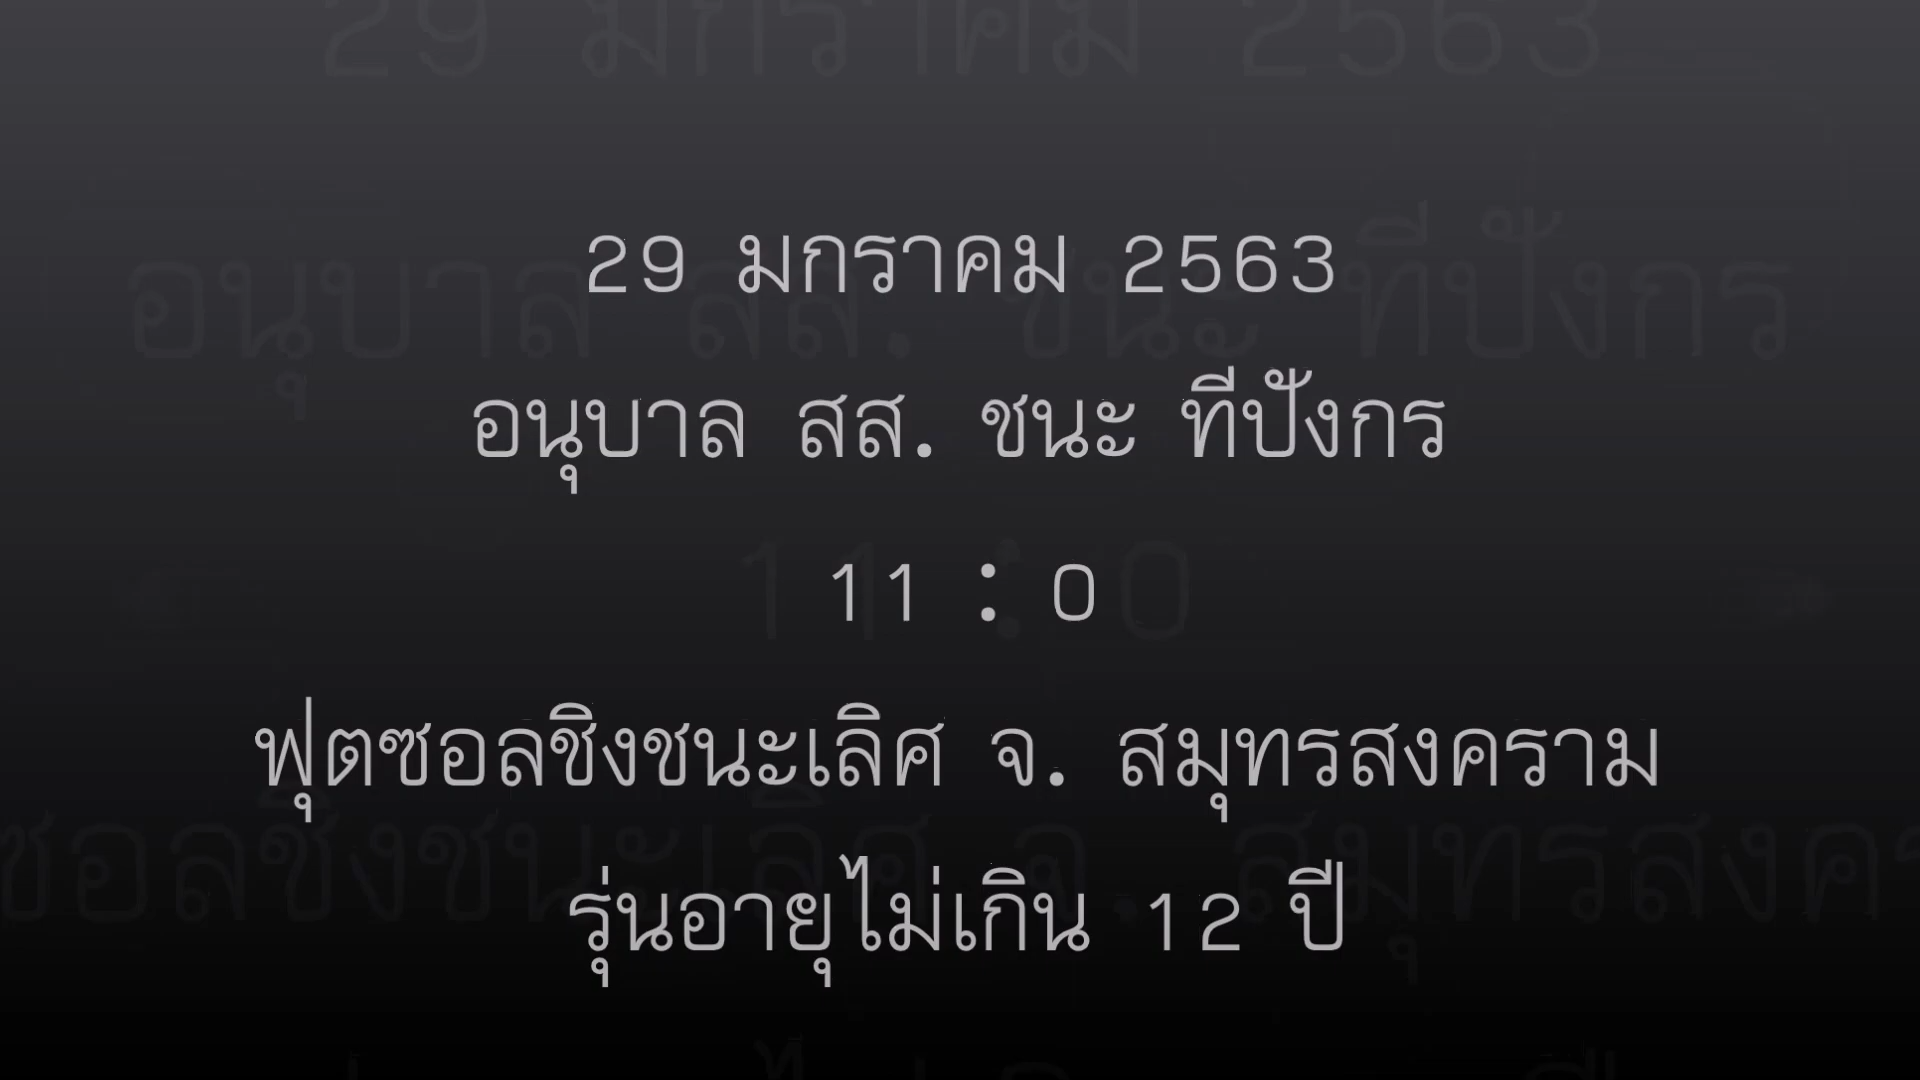 29 มกราคม 2563
อนุบาล สส. ชนะ ทีปังกร
11 : 0
ฟุตซอลชิงชนะเลิศ จ. สมุทรสงคราม
รุ่นอายุไม่เกิน 12 ปี